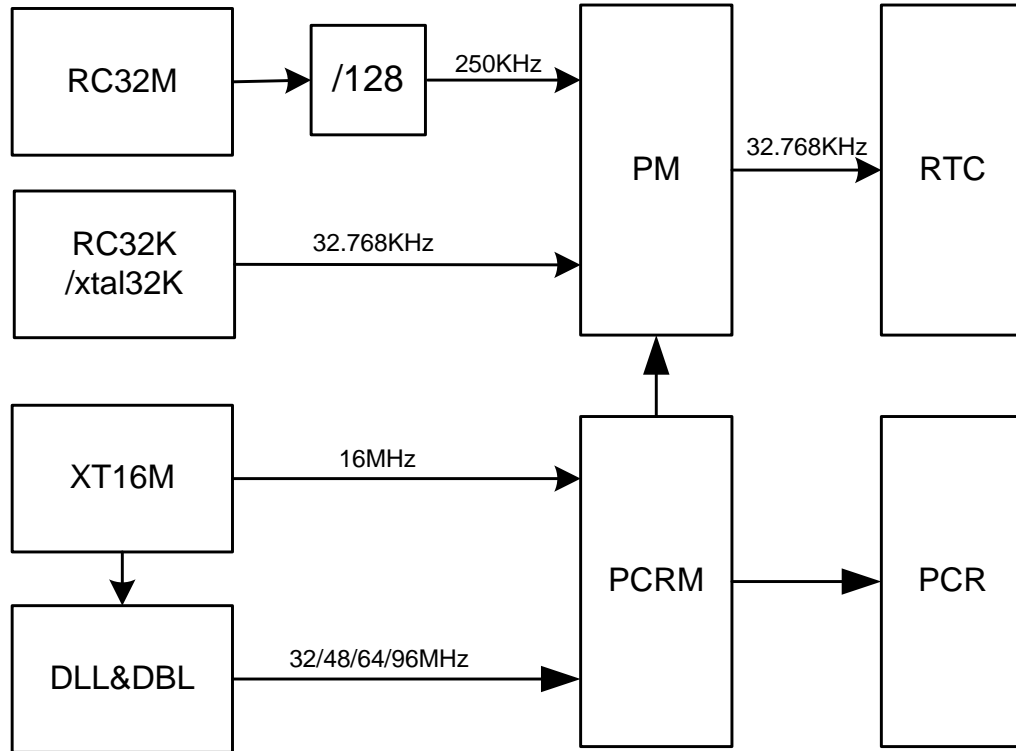 RC32M
/128
250KHz
PM
32.768KHz
RTC
RC32K
/xtal32K
32.768KHz
XT16M
16MHz
PCRM
PCR
DLL&DBL
32/48/64/96MHz